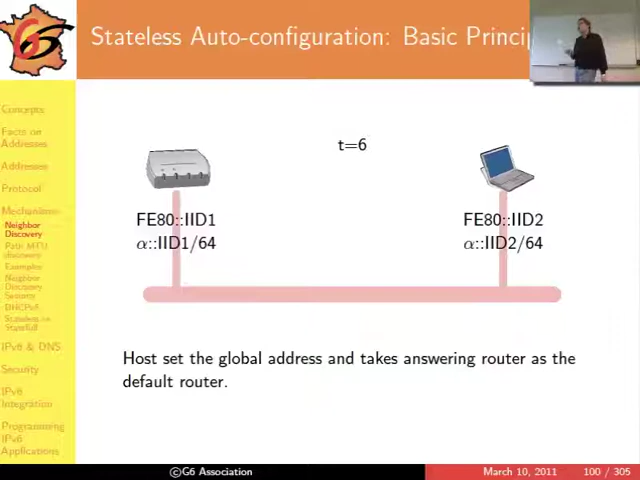 G6
Stateless Auto-configuration: Basic Princip
Concepts
Facts on
Addresses
Addresses
Protocol
Mechanisms
Neighbor
Discovery
Path MTU
discovery
Examples
Neighbor
Discovery
Security
DHCPv6
Stateless vs
Statefull
IPv6 & DNS
Security
IPv6
Integration
Programming
IPv6
Applications
t=6
FE80::IID1
α::IID1/64
FE80::IID2
α::IID2/64
Host set the global address and takes answering router as the
default router.
©G6 Association
March 10, 2011
100 / 305